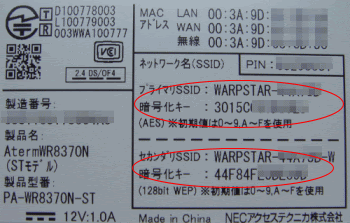 D100778003
L100779003
003WWA100777
VCCI
2.4 DS/OF4
製造番号
製品名
AtermWR8370N
(STモデル)
PA-WR8370N-ST
12V⎓1.0A
MAC アドレス
LAN 00:3A:9D:
WAN 00:3A:9D:
無線 00:3A:9D:
ネットワーク名(SSID)
PIN:
プライマリSSID: WARPSTAR-
暗号化キー: 3015C
(AES) ※初期値は0~9,A~Fを使用
セカンダリSSID: WARPSTAR-
暗号化キー: 44F84F
(128bit WEP) ※初期値は0~9,A~Fを使用
Made in China NECアクセステクニカ株式会社